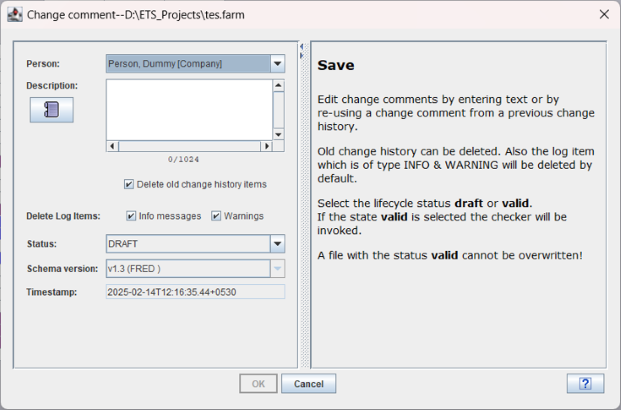 Change comment--D:\ETS_Projects\tes.farm
Person:
Person, Dummy [Company]
Description:
0/1024
Delete old change history items
Delete Log Items:
Info messages
Warnings
Status:
DRAFT
Schema version:
v1.3 (FRED )
Timestamp:
2025-02-14T12:16:35.44+0530
Save
Edit change comments by entering text or by
re-using a change comment from a previous change
history.
Old change history can be deleted. Also the log item
which is of type INFO & WARNING will be deleted by
default.
Select the lifecycle status draft or valid.
If the state valid is selected the checker will be
invoked.
A file with the status valid cannot be overwritten!
OK
Cancel
?